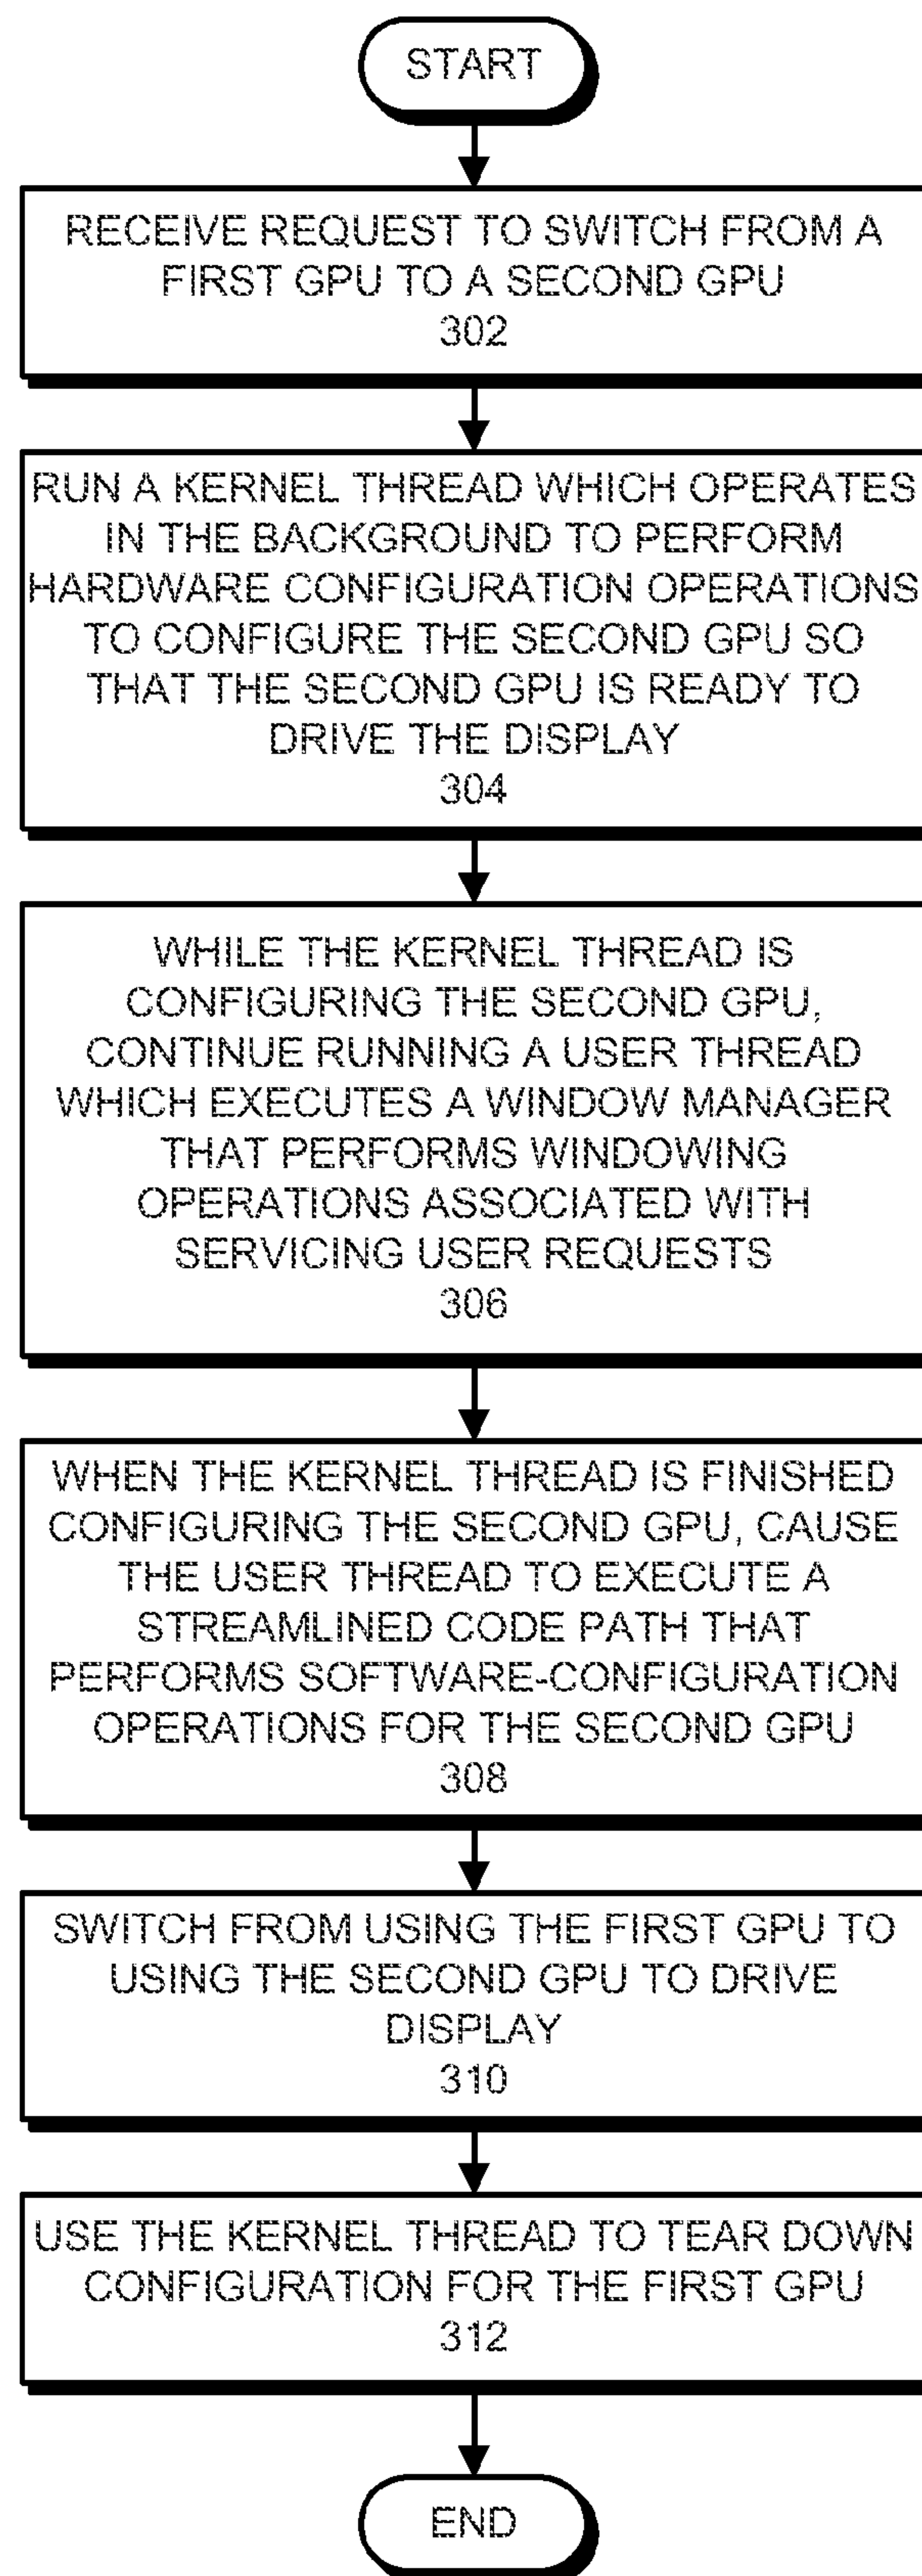 START
RECEIVE REQUEST TO SWITCH FROM A
FIRST GPU TO A SECOND GPU
302
RUN A KERNEL THREAD WHICH OPERATES
IN THE BACKGROUND TO PERFORM
HARDWARE CONFIGURATION OPERATIONS
TO CONFIGURE THE SECOND GPU SO
THAT THE SECOND GPU IS READY TO
DRIVE THE DISPLAY
304
WHILE THE KERNEL THREAD IS
CONFIGURING THE SECOND GPU,
CONTINUE RUNNING A USER THREAD
WHICH EXECUTES A WINDOW MANAGER
THAT PERFORMS WINDOWING
OPERATIONS ASSOCIATED WITH
SERVICING USER REQUESTS
306
WHEN THE KERNEL THREAD IS FINISHED
CONFIGURING THE SECOND GPU, CAUSE
THE USER THREAD TO EXECUTE A
STREAMLINED CODE PATH THAT
PERFORMS SOFTWARE-CONFIGURATION
OPERATIONS FOR THE SECOND GPU
308
SWITCH FROM USING THE FIRST GPU TO
USING THE SECOND GPU TO DRIVE
DISPLAY
310
USE THE KERNEL THREAD TO TEAR DOWN
CONFIGURATION FOR THE FIRST GPU
312
END